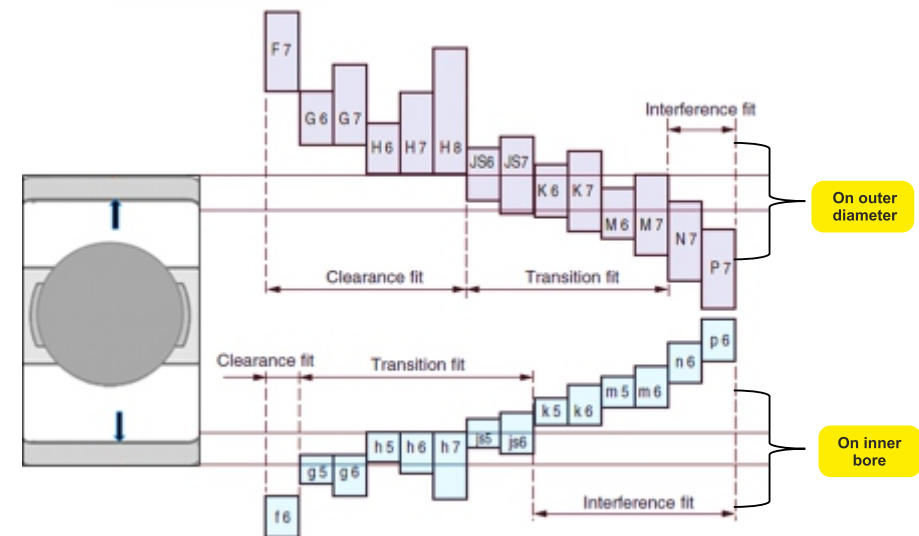 F 7
G 6
G 7
H 6
H 7
H 8
JS6
JS7
K 6
K 7
M 6
M 7
N 7
P 7
Interference fit
On outer
diameter
Clearance fit
Transition fit
Clearance fit
Transition fit
f 6
g 5
g 6
h 5
h 6
h 7
js5
js6
k 5
k 6
m 5
m 6
n 6
p 6
On inner
bore
Interference fit